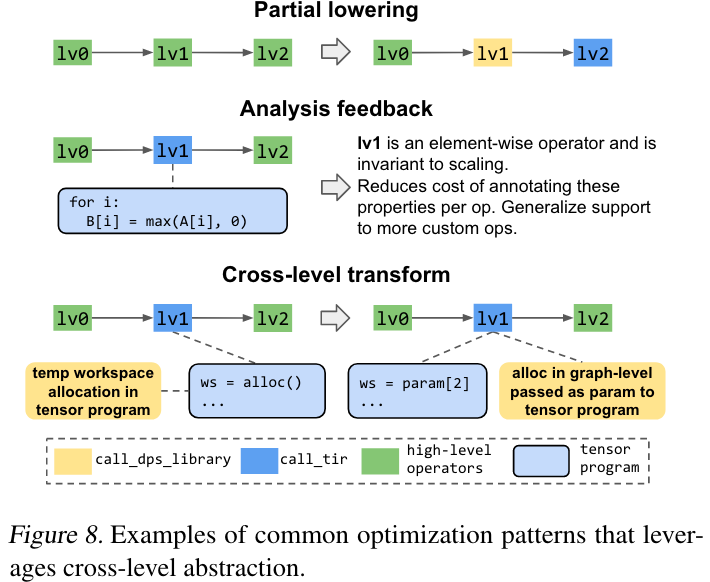 Partial lowering
lv0 lv1 lv2 lv0 lv1 lv2
Analysis feedback
lv0 lv1 lv2
for i:
B[i] = max(A[i], 0)
lv1 is an element-wise operator and is
invariant to scaling.
Reduces cost of annotating these
properties per op. Generalize support
to more custom ops.
Cross-level transform
lv0 lv1 lv2 lv0 lv1 lv2
temp workspace
allocation in
tensor program
ws = alloc()
...
ws = param[2]
...
alloc in graph-level
passed as param to
tensor program
call_dps_library
call_tir
high-level
operators
tensor
program
Figure 8. Examples of common optimization patterns that lever-
ages cross-level abstraction.